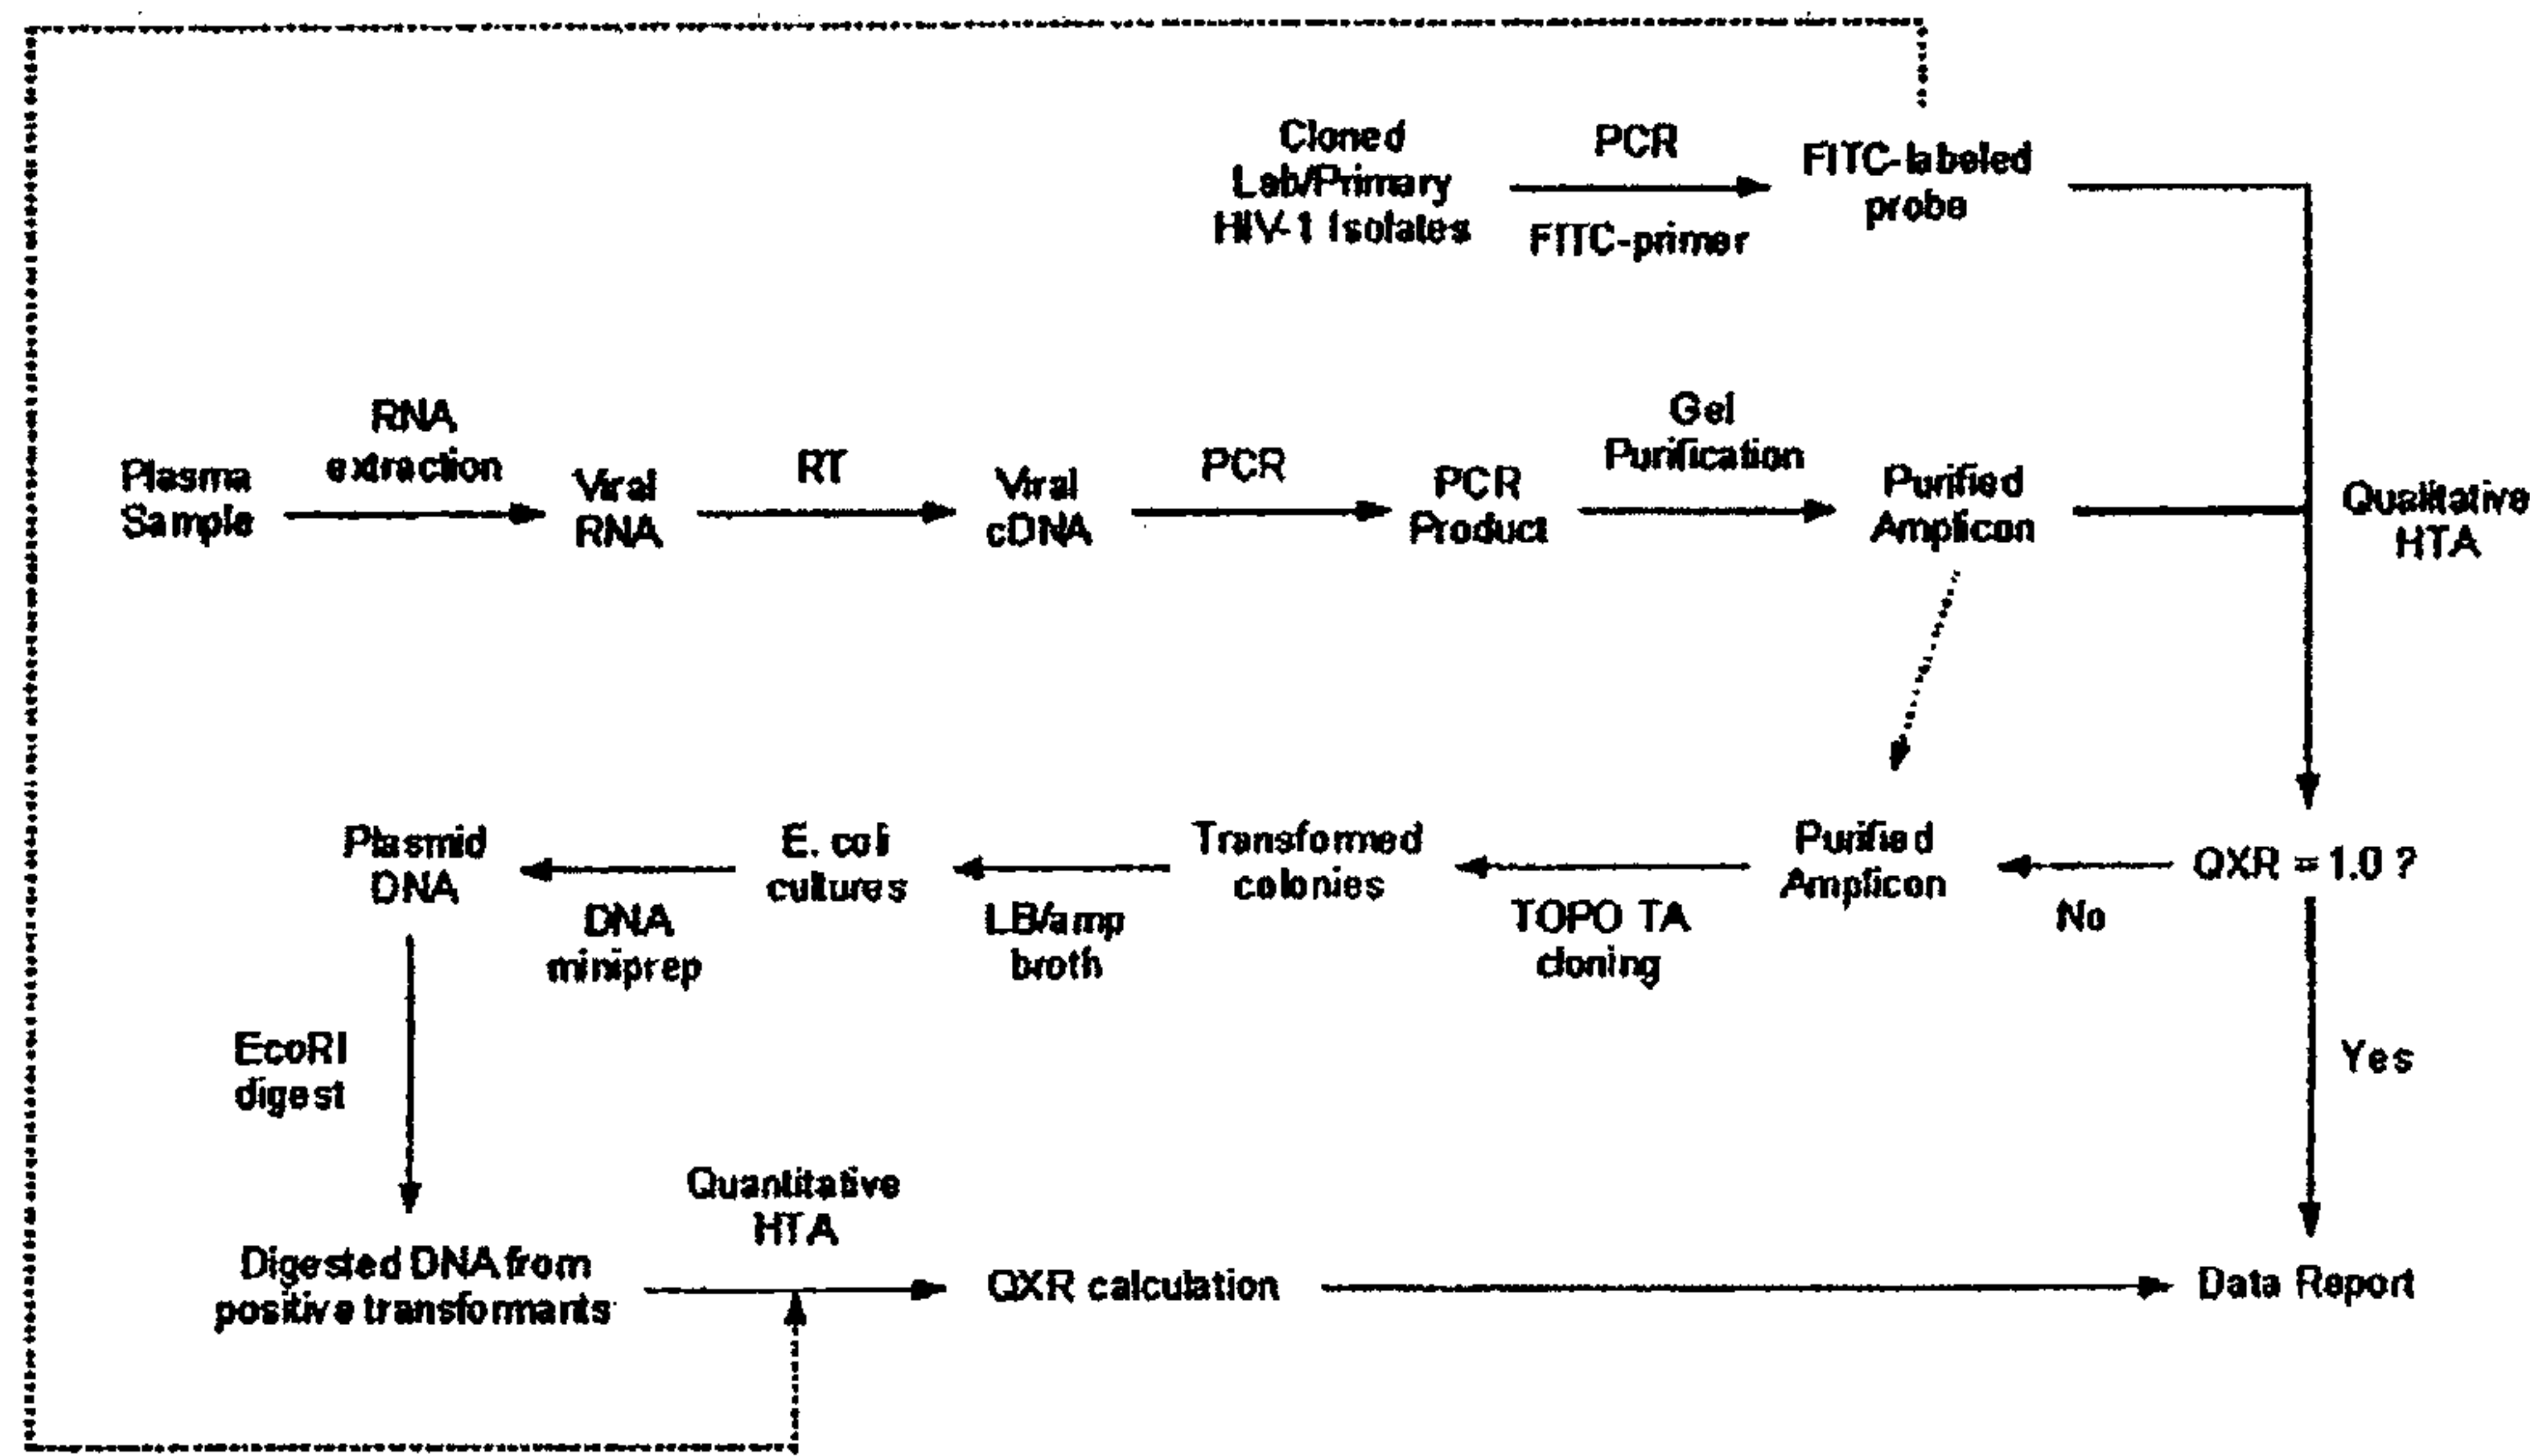 Cloned
Lab/Primary
HIV-1 Isolates
PCR
FITC-primer
FITC-labeled
probe
Plasma
Sample
RNA
extraction
Viral
RNA
RT
Viral
cDNA
PCR
PCR
Product
Gel
Purification
Purified
Amplicon
Qualitative
HTA
Plasmid
DNA
DNA
miniprep
E. coli
cultures
LB/amp
broth
Transformed
colonies
TOPO TA
cloning
Purified
Amplicon
No
QXR = 1.0 ?
EcoRI
digest
Yes
Digested DNA from
positive transformants
Quantitative
HTA
QXR calculation
Data Report